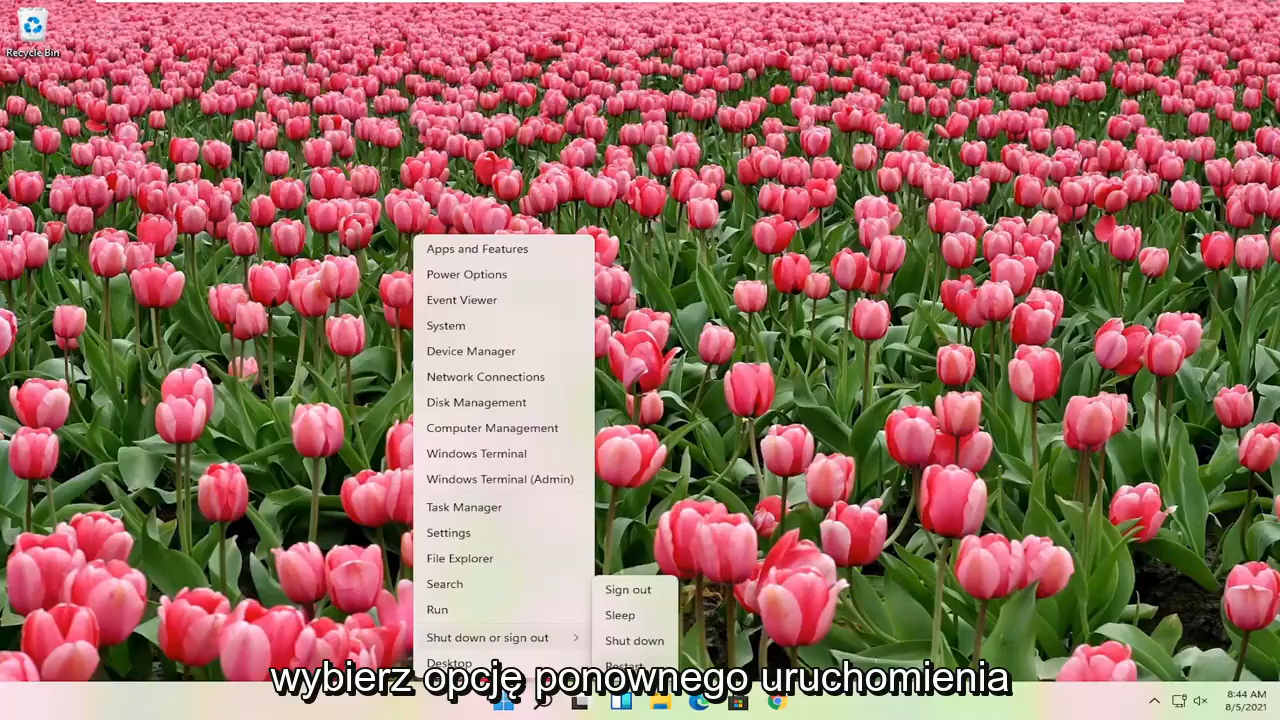 Recycle Bin
Apps and Features
Power Options
Event Viewer
System
Device Manager
Network Connections
Disk Management
Computer Management
Windows Terminal
Windows Terminal (Admin)
Task Manager
Settings
File Explorer
Search
Run
Shut down or sign out
Desktop
Sign out
Sleep
Shut down
Restart
wybierz opcję ponownego uruchomienia
8:44 AM
8/5/2021